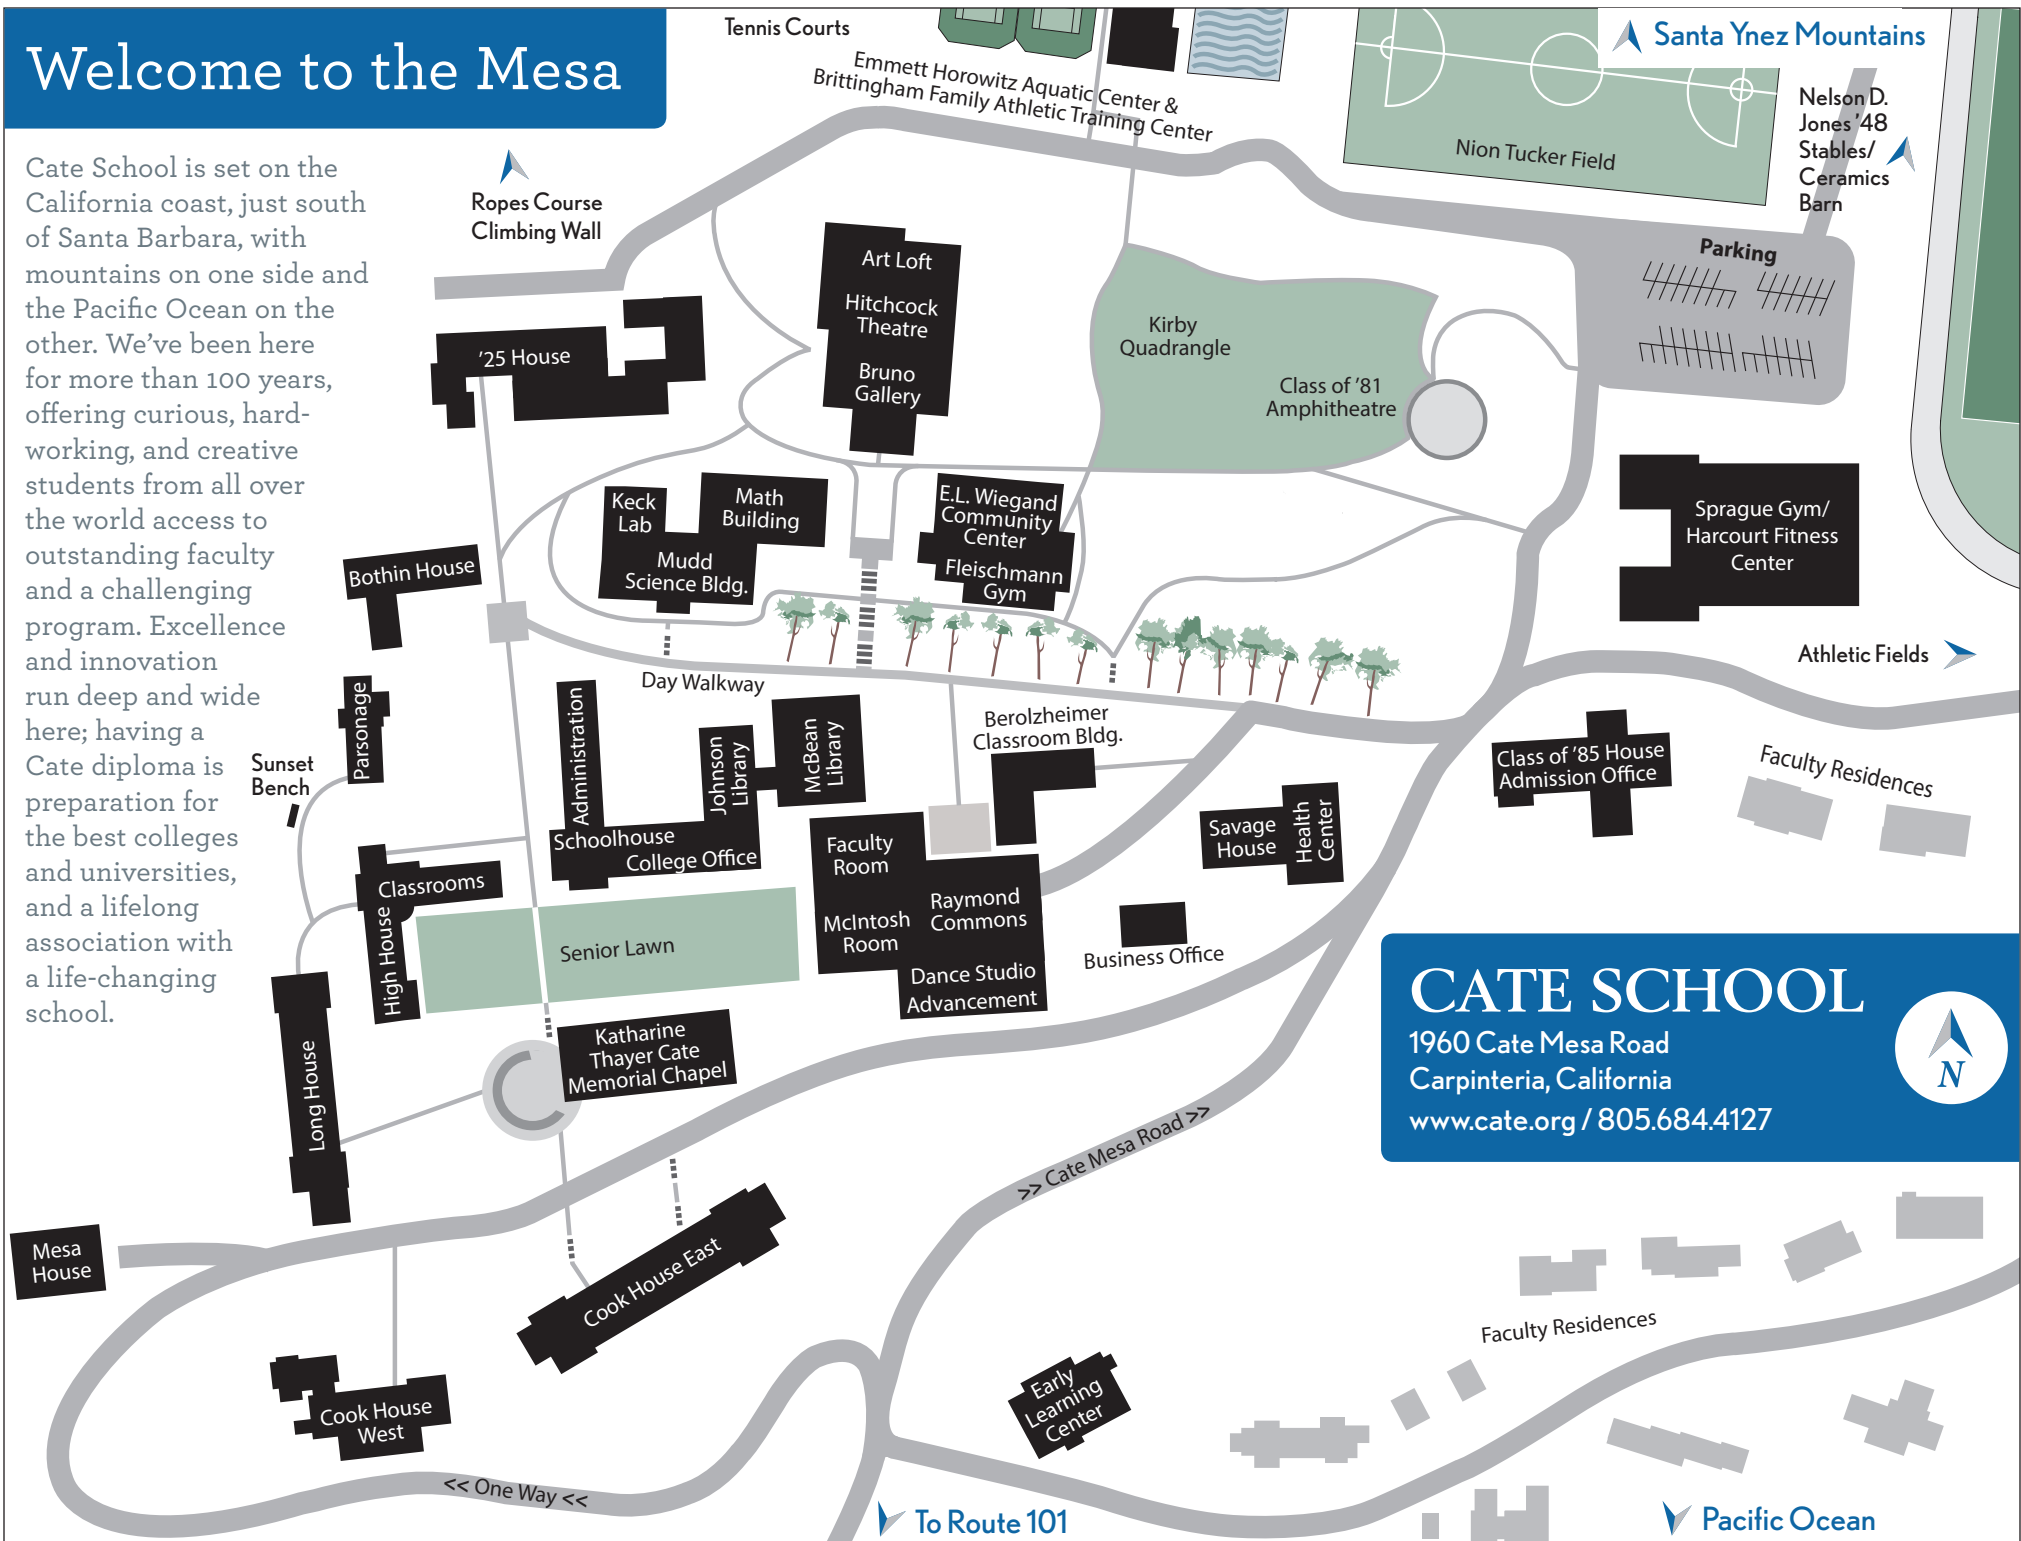 Welcome to the Mesa
Cate School is set on the
California coast, just south
of Santa Barbara, with
mountains on one side and
the Pacific Ocean on the
other. We've been here
for more than 100 years,
offering curious, hard-
working, and creative
students from all over
the world access to
outstanding faculty
and a challenging
program. Excellence
and innovation
run deep and wide
here; having a
Cate diploma is
preparation for
the best colleges
and universities,
and a lifelong
association with
a life-changing
school.
Tennis Courts
Emmett Horowitz Aquatic Center &
Brittingham Family Athletic Training Center
Santa Ynez Mountains
Nion Tucker Field
Nelson D.
Jones '48
Stables/
Ceramics
Barn
Ropes Course
Climbing Wall
Parking
Art Loft
Hitchcock
Theatre
Bruno
Gallery
Kirby
Quadrangle
Class of '81
Amphitheatre
'25 House
Keck
Lab
Math
Building
Mudd
Science Bldg.
E.L. Wiegand
Community
Center
Fleischmann
Gym
Sprague Gym/
Harcourt Fitness
Center
Bothin House
Athletic Fields
Day Walkway
Parsonage
Sunset
Bench
Administration
Johnson
Library
McBean
Library
Berolzheimer
Classroom Bldg.
Class of '85 House
Admission Office
Faculty Residences
Schoolhouse
College Office
Faculty
Room
McIntosh
Room
Raymond
Commons
Dance Studio
Advancement
Savage
House
Health
Center
Business Office
Classrooms
High House
Senior Lawn
Katharine
Thayer Cate
Memorial Chapel
Long House
CATE SCHOOL
1960 Cate Mesa Road
Carpinteria, California
www.cate.org / 805.684.4127
N
>> Cate Mesa Road >>
Mesa
House
Cook House East
Cook House
West
Early
Learning
Center
Faculty Residences
<< One Way <<
To Route 101
Pacific Ocean